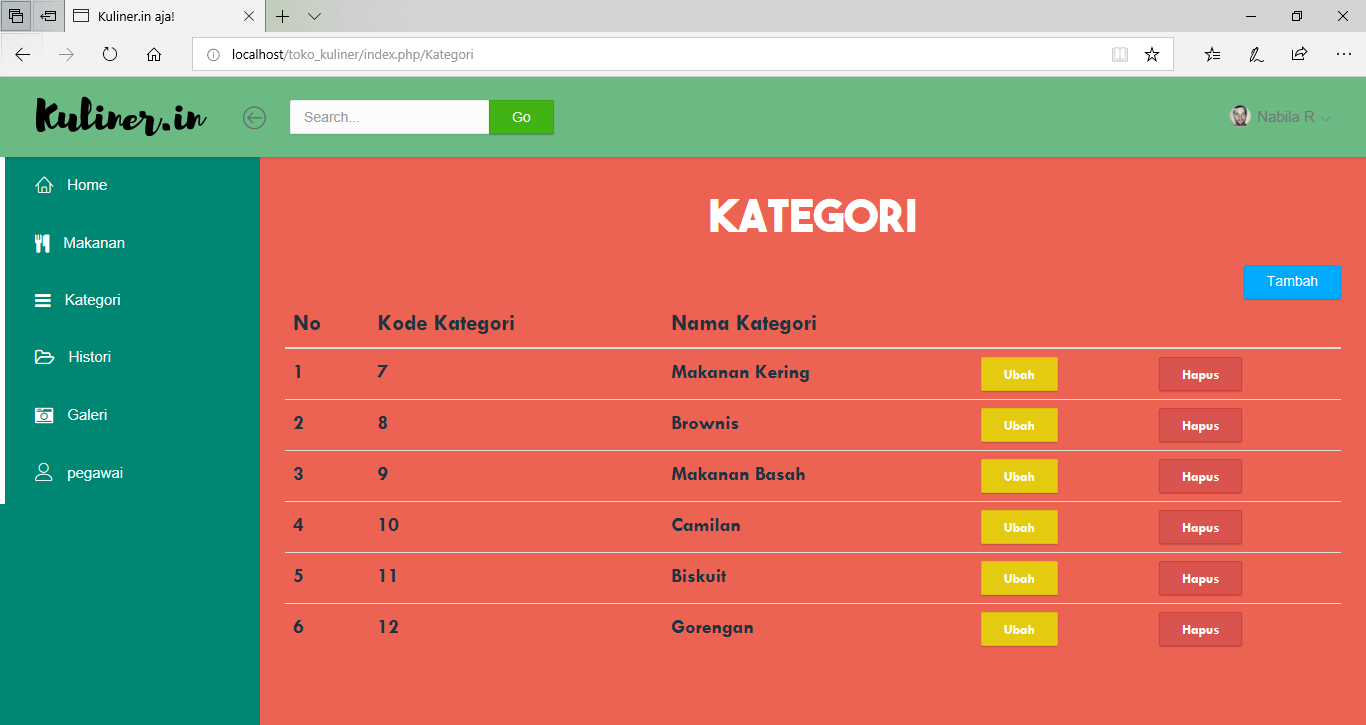 Kuliner.in aja!
localhost/toko_kuliner/index.php/Kategori
Kuliner.in
Search...
Go
Nabila R
Home
Makanan
Kategori
Histori
Galeri
pegawai
KATEGORI
Tambah
No Kode Kategori Nama Kategori
1 7 Makanan Kering Ubah Hapus
2 8 Brownis Ubah Hapus
3 9 Makanan Basah Ubah Hapus
4 10 Camilan Ubah Hapus
5 11 Biskuit Ubah Hapus
6 12 Gorengan Ubah Hapus